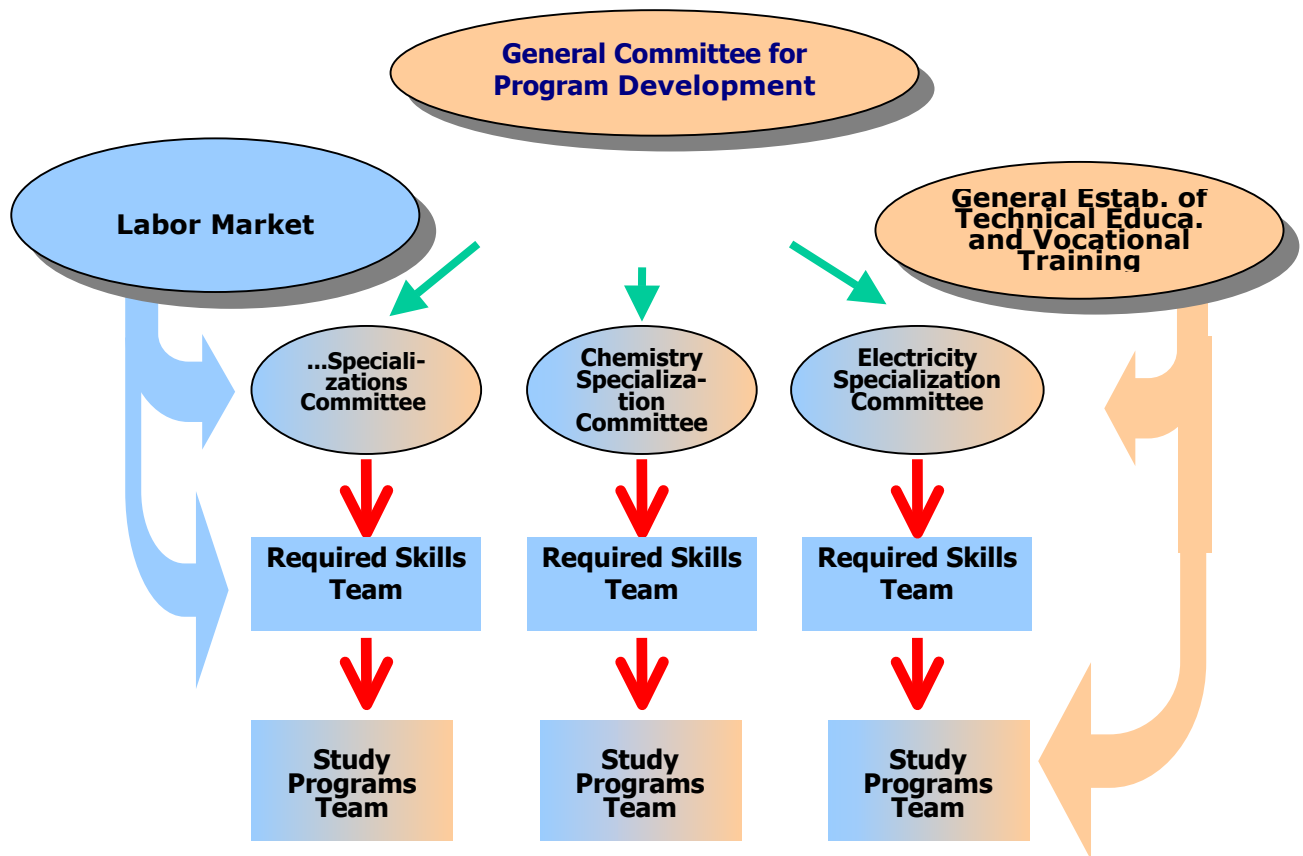 General Committee for
Program Development
Labor Market
General Estab. of
Technical Educa.
and Vocational
Training
...Speciali-
zations
Committee
Chemistry
Specializa-
tion
Committee
Electricity
Specialization
Committee
Required Skills
Team
Required Skills
Team
Required Skills
Team
Study
Programs
Team
Study
Programs
Team
Study
Programs
Team